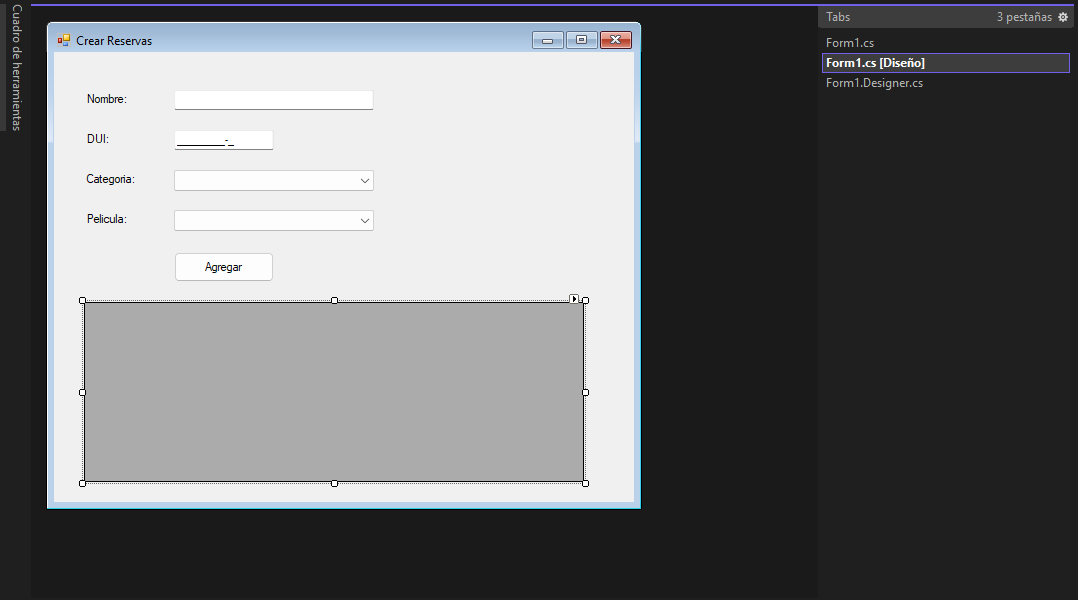 Cuadro de herramientas
Crear Reservas
Nombre:
DUI:
________-_
Categoria:
Pelicula:
Agregar
Tabs
3 pestañas
Form1.cs
Form1.cs [Diseño]
Form1.Designer.cs